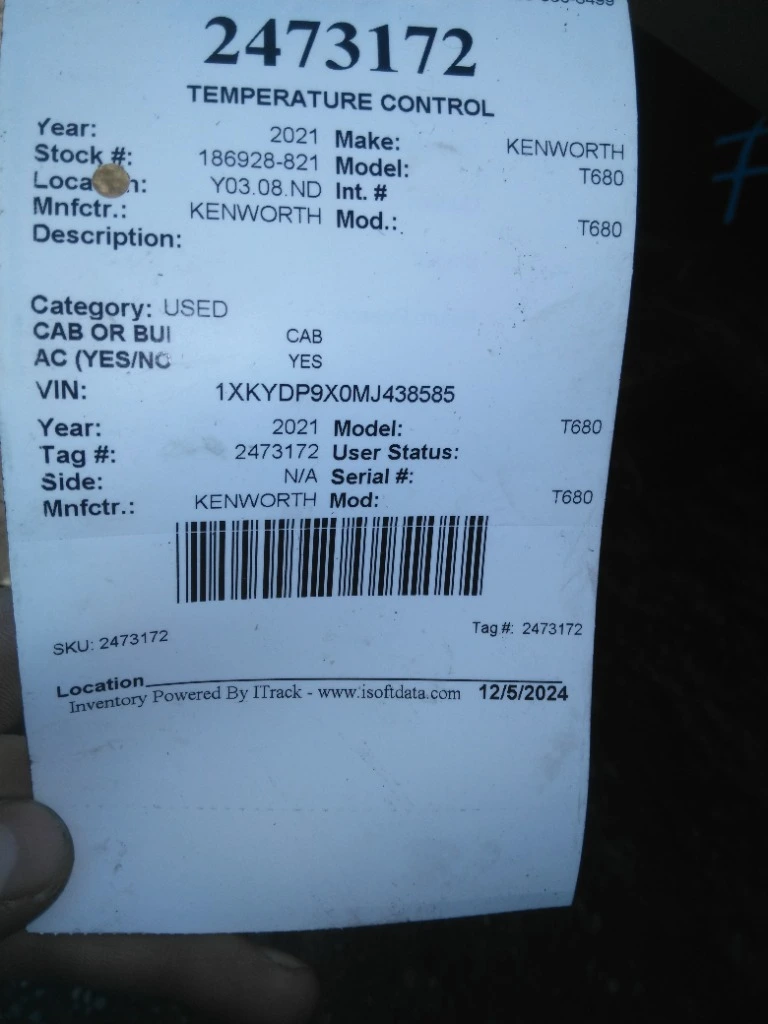 2473172
TEMPERATURE CONTROL
Year: 2021 Make: KENWORTH
Stock #: 186928-821 Model: T680
Y03.08.ND Int. #
Mnfctr.: KENWORTH Mod.: T680
Description:
Category: USED
CAB OR BUI CAB
AC (YES/NO YES
VIN: 1XKYDP9X0MJ438585
Year: 2021 Model: T680
Tag #: 2473172 User Status:
Side: N/A Serial #:
Mnfctr.: KENWORTH Mod: T680
SKU: 2473172 Tag #: 2473172
Location
Inventory Powered By ITrack - www.isoftdata.com 12/5/2024